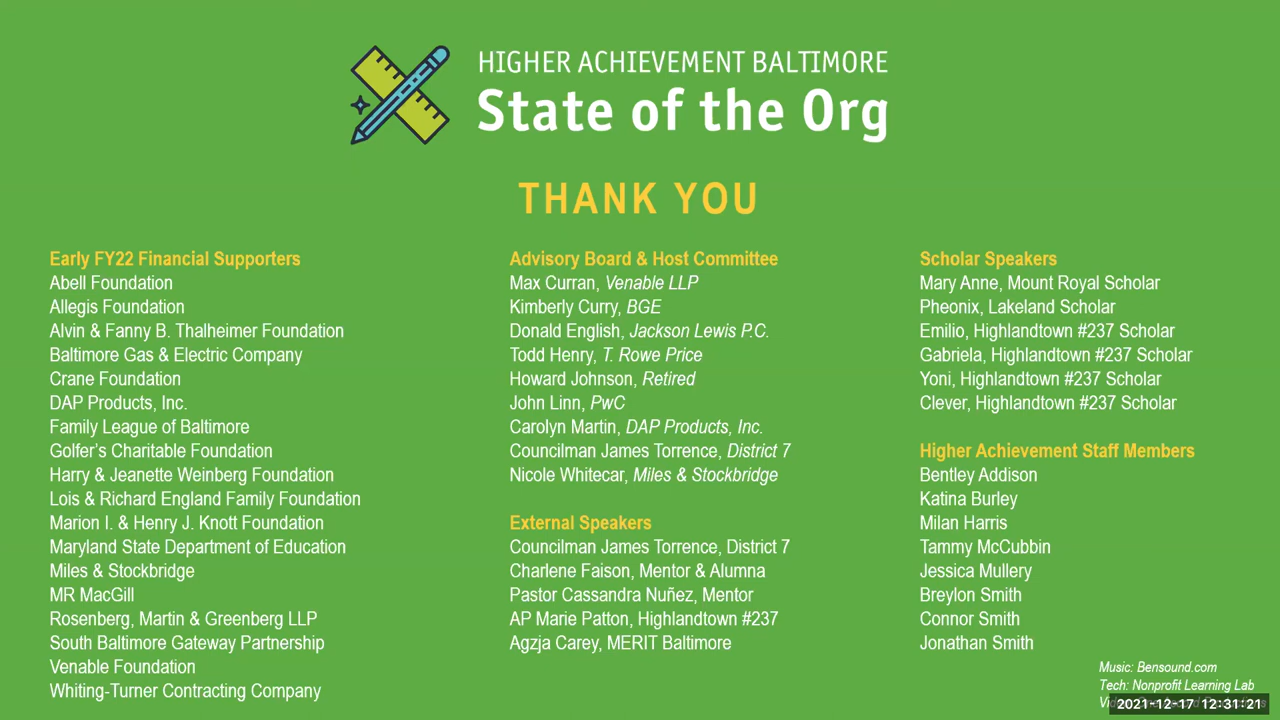 HIGHER ACHIEVEMENT BALTIMORE
State of the Org
THANK YOU
Early FY22 Financial Supporters
Abell Foundation
Allegis Foundation
Alvin & Fanny B. Thalheimer Foundation
Baltimore Gas & Electric Company
Crane Foundation
DAP Products, Inc.
Family League of Baltimore
Golfer's Charitable Foundation
Harry & Jeanette Weinberg Foundation
Lois & Richard England Family Foundation
Marion I. & Henry J. Knott Foundation
Maryland State Department of Education
Miles & Stockbridge
MR MacGill
Rosenberg, Martin & Greenberg LLP
South Baltimore Gateway Partnership
Venable Foundation
Whiting-Turner Contracting Company
Advisory Board & Host Committee
Max Curran, Venable LLP
Kimberly Curry, BGE
Donald English, Jackson Lewis P.C.
Todd Henry, T. Rowe Price
Howard Johnson, Retired
John Linn, PwC
Carolyn Martin, DAP Products, Inc.
Councilman James Torrence, District 7
Nicole Whitecar, Miles & Stockbridge
External Speakers
Councilman James Torrence, District 7
Charlene Faison, Mentor & Alumna
Pastor Cassandra Nuñez, Mentor
AP Marie Patton, Highlandtown #237
Agzja Carey, MERIT Baltimore
Scholar Speakers
Mary Anne, Mount Royal Scholar
Pheonix, Lakeland Scholar
Emilio, Highlandtown #237 Scholar
Gabriela, Highlandtown #237 Scholar
Yoni, Highlandtown #237 Scholar
Clever, Highlandtown #237 Scholar
Higher Achievement Staff Members
Bentley Addison
Katina Burley
Milan Harris
Tammy McCubbin
Jessica Mullery
Breylon Smith
Connor Smith
Jonathan Smith
Music: Bensound.com
Tech: Nonprofit Learning Lab
2021-12-17 12:31:21